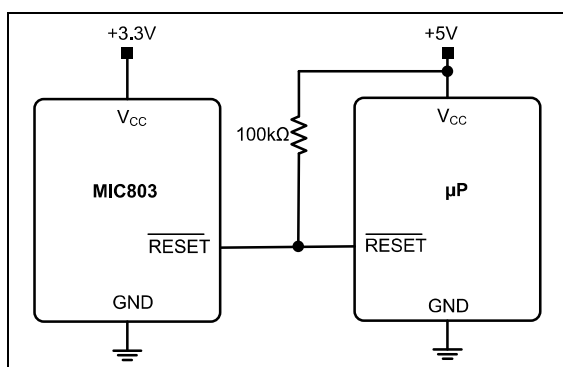 +3.3V
+5V
VCC
VCC
100kΩ
MIC803
µP
RESET
RESET
GND
GND